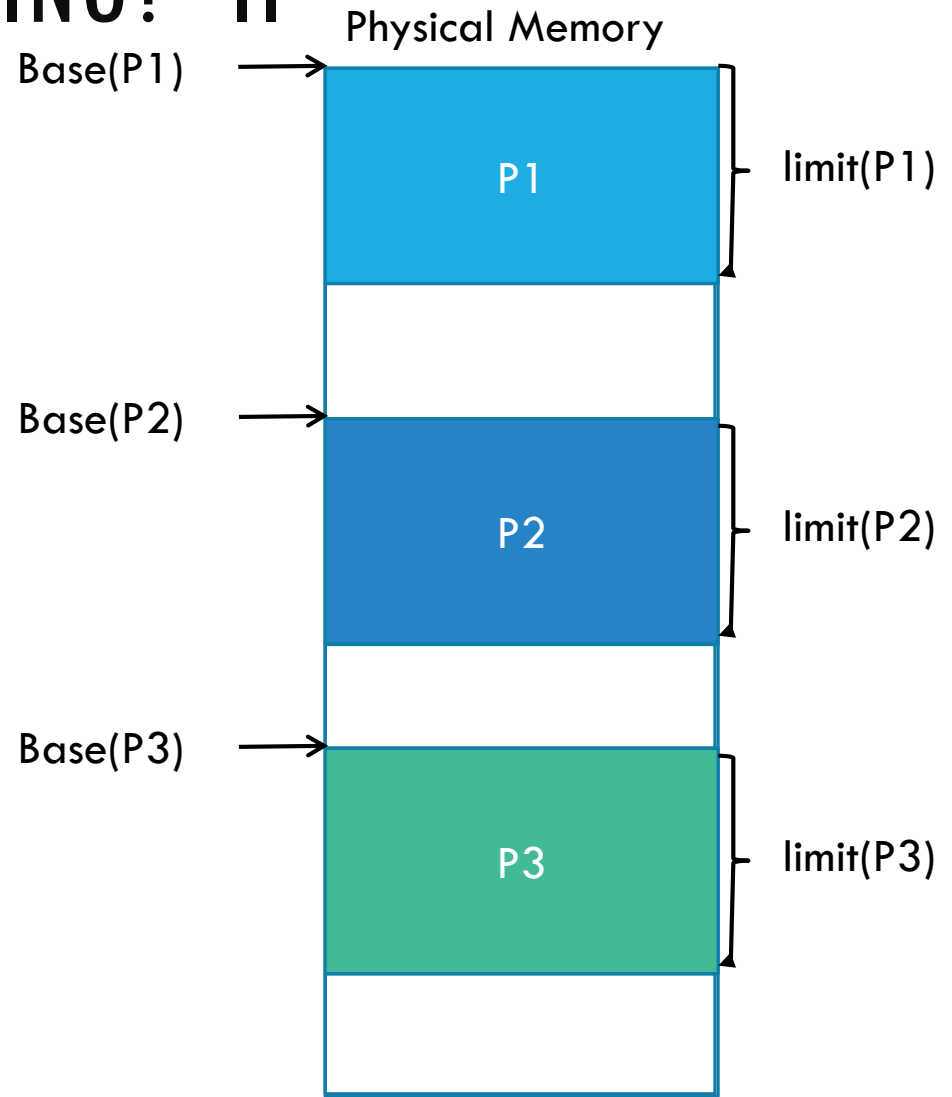 Physical Memory
Base(P1)
P1
limit(P1)
Base(P2)
P2
limit(P2)
Base(P3)
P3
limit(P3)